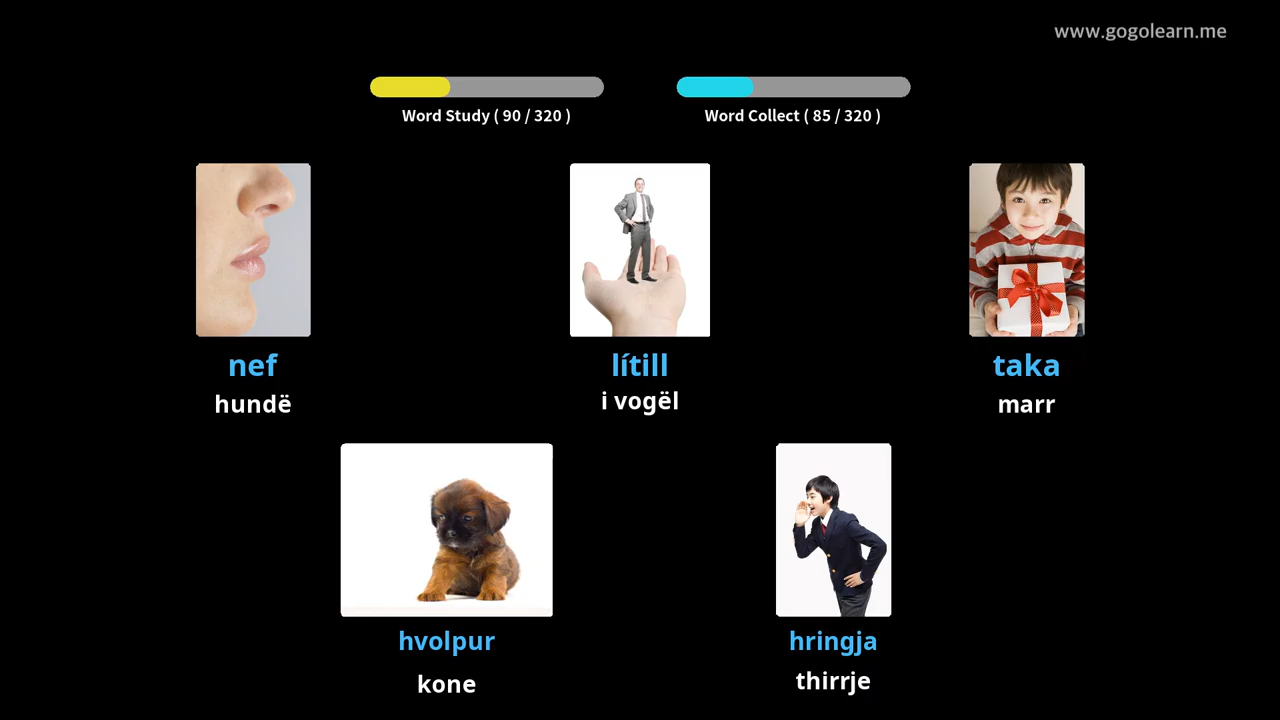 www.gogolearn.me
Word Study ( 90 / 320 )
Word Collect ( 85 / 320 )
nef
hundë
lítill
i vogël
taka
marr
hvolpur
kone
hringja
thirrje